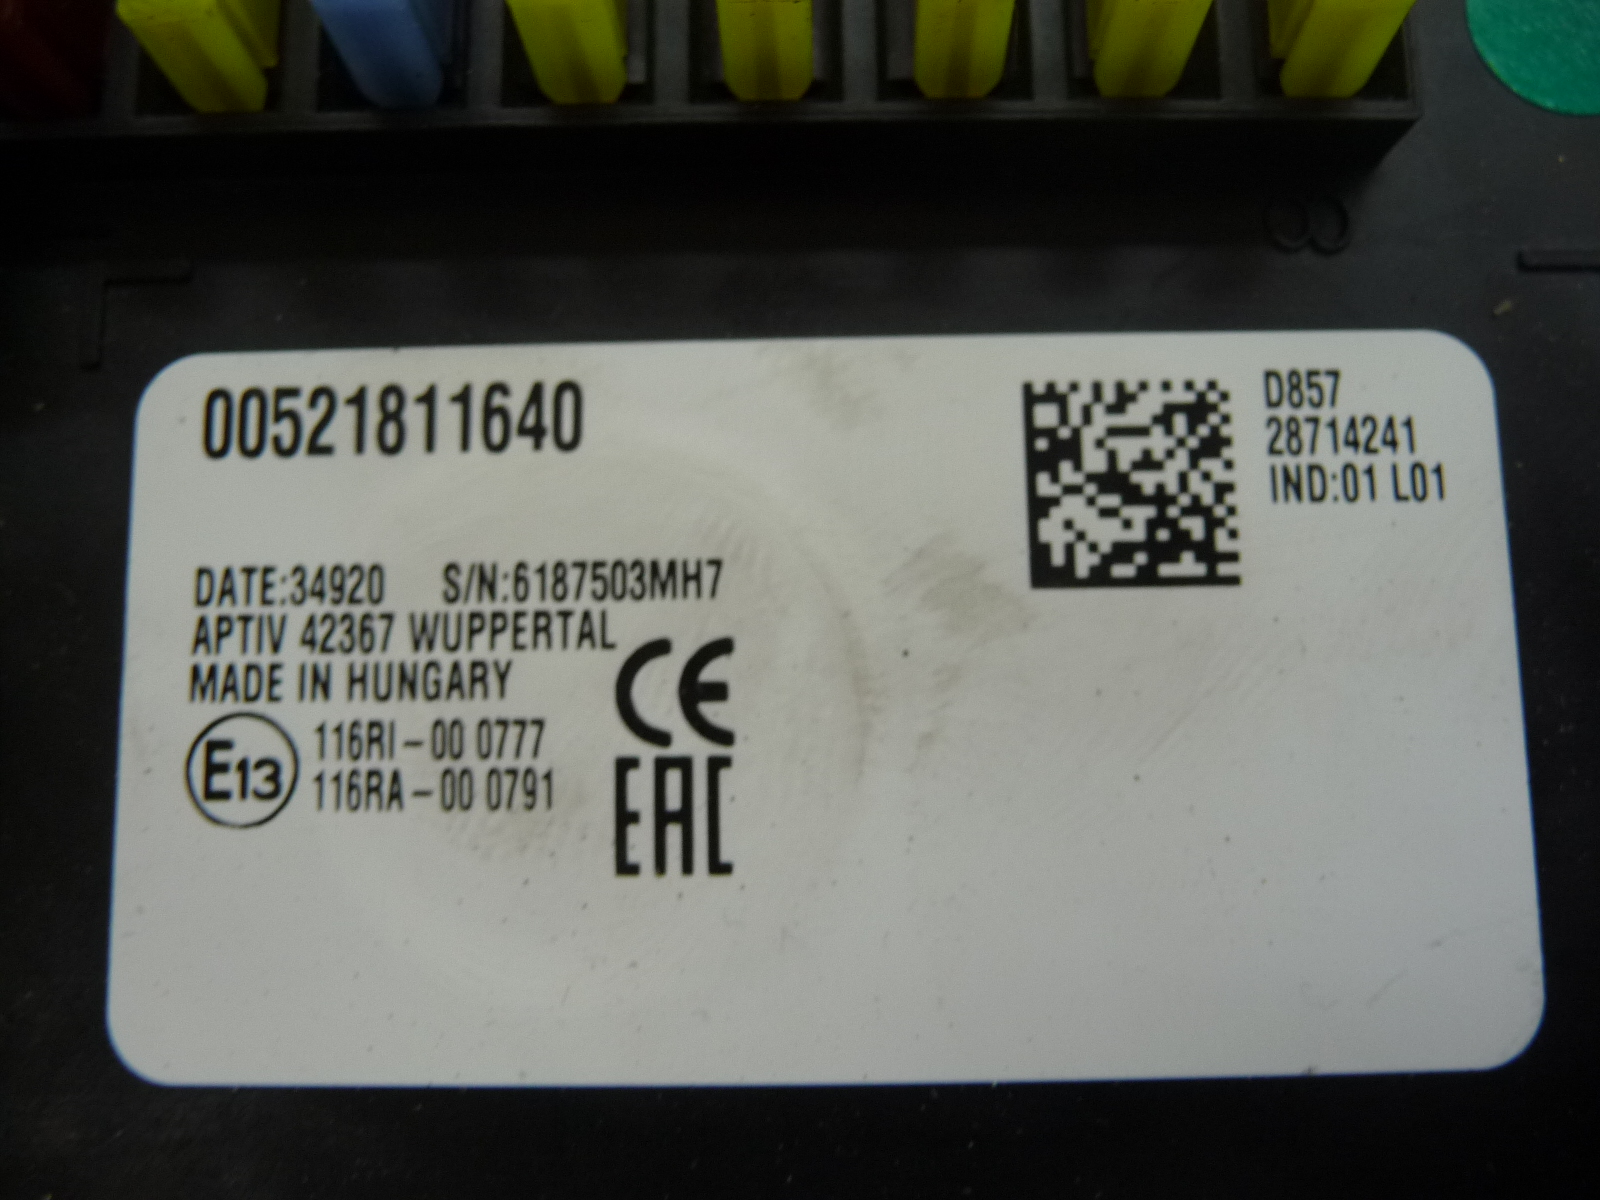 8
00521811640
D857
28714241
IND:01 L01
DATE:34920 S/N:6187503MH7
APTIV 42367 WUPPERTAL
MADE IN HUNGARY
CE
E13
116RI-00 0777
116RA-00 0791
EAC